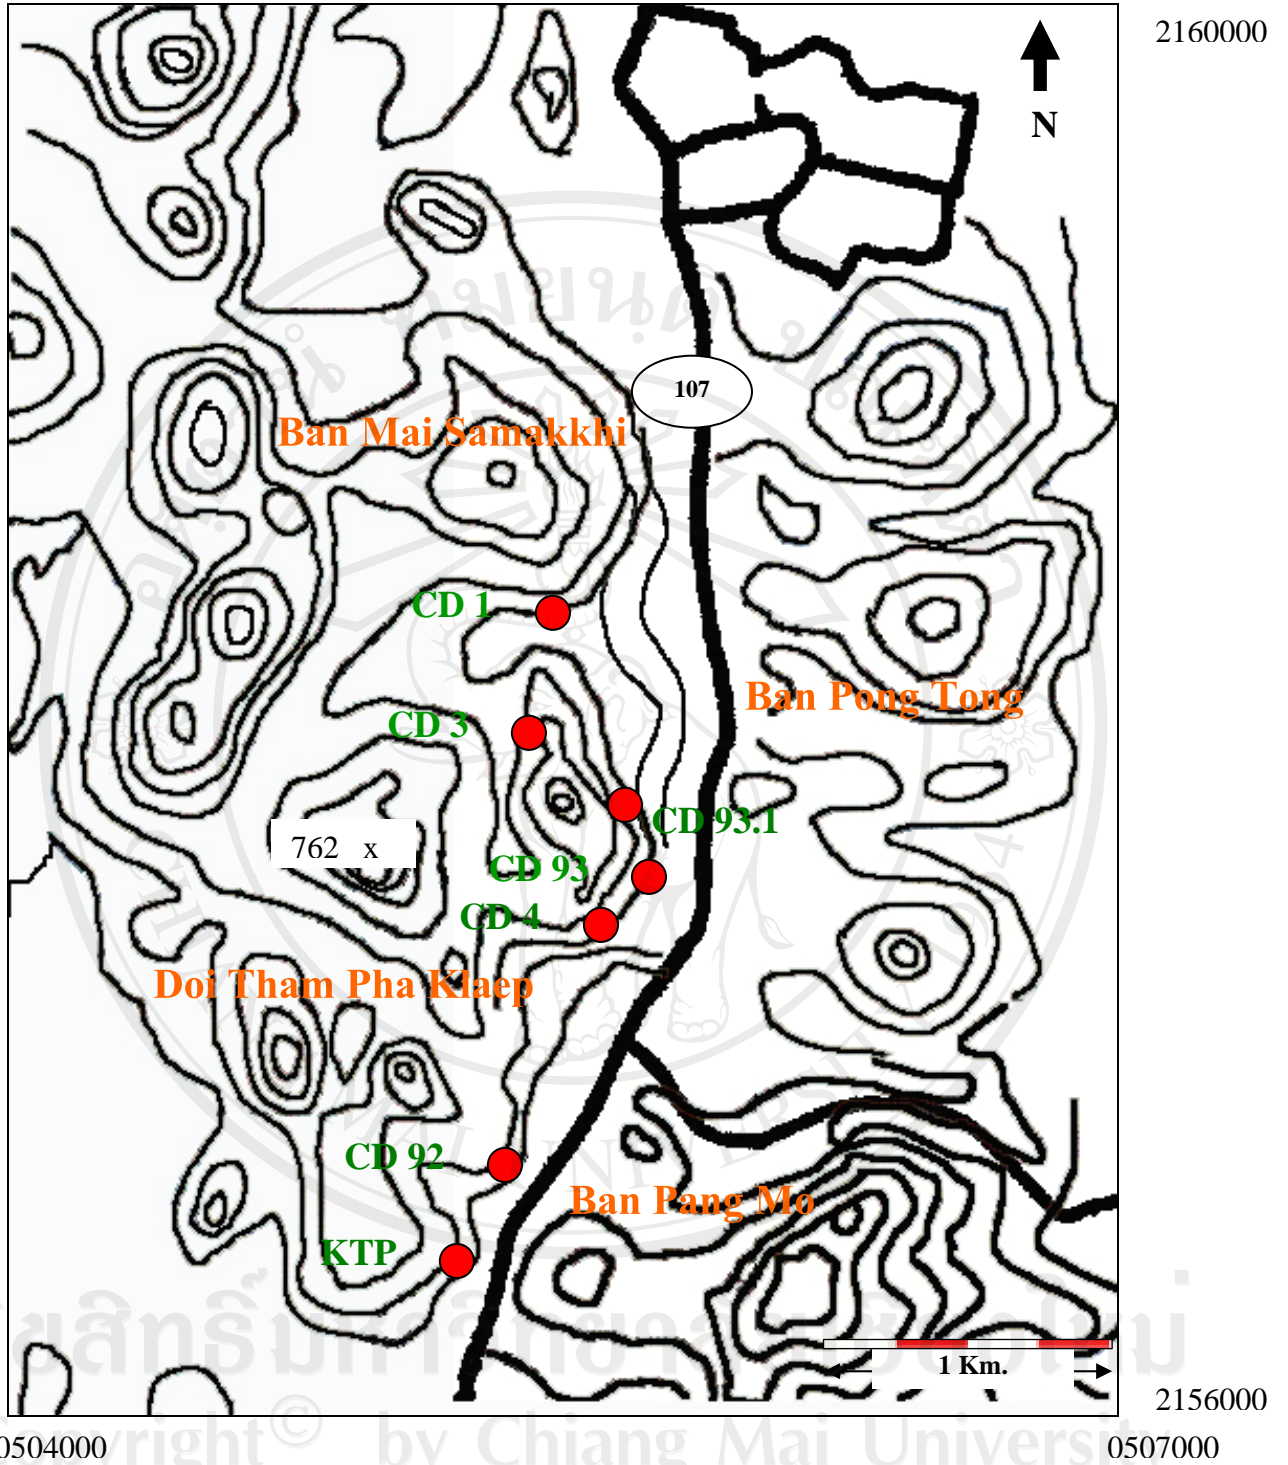 2160000
N
107
Ban Mai Samakkhi
CD 1
Ban Pong Tong
CD 3
CD 93.1
762 x
CD 93
CD 4
Doi Tham Pha Klaep
CD 92
Ban Pang Mo
KTP
1 Km.
2156000
0504000
0507000
Copyright© by Chiang Mai University